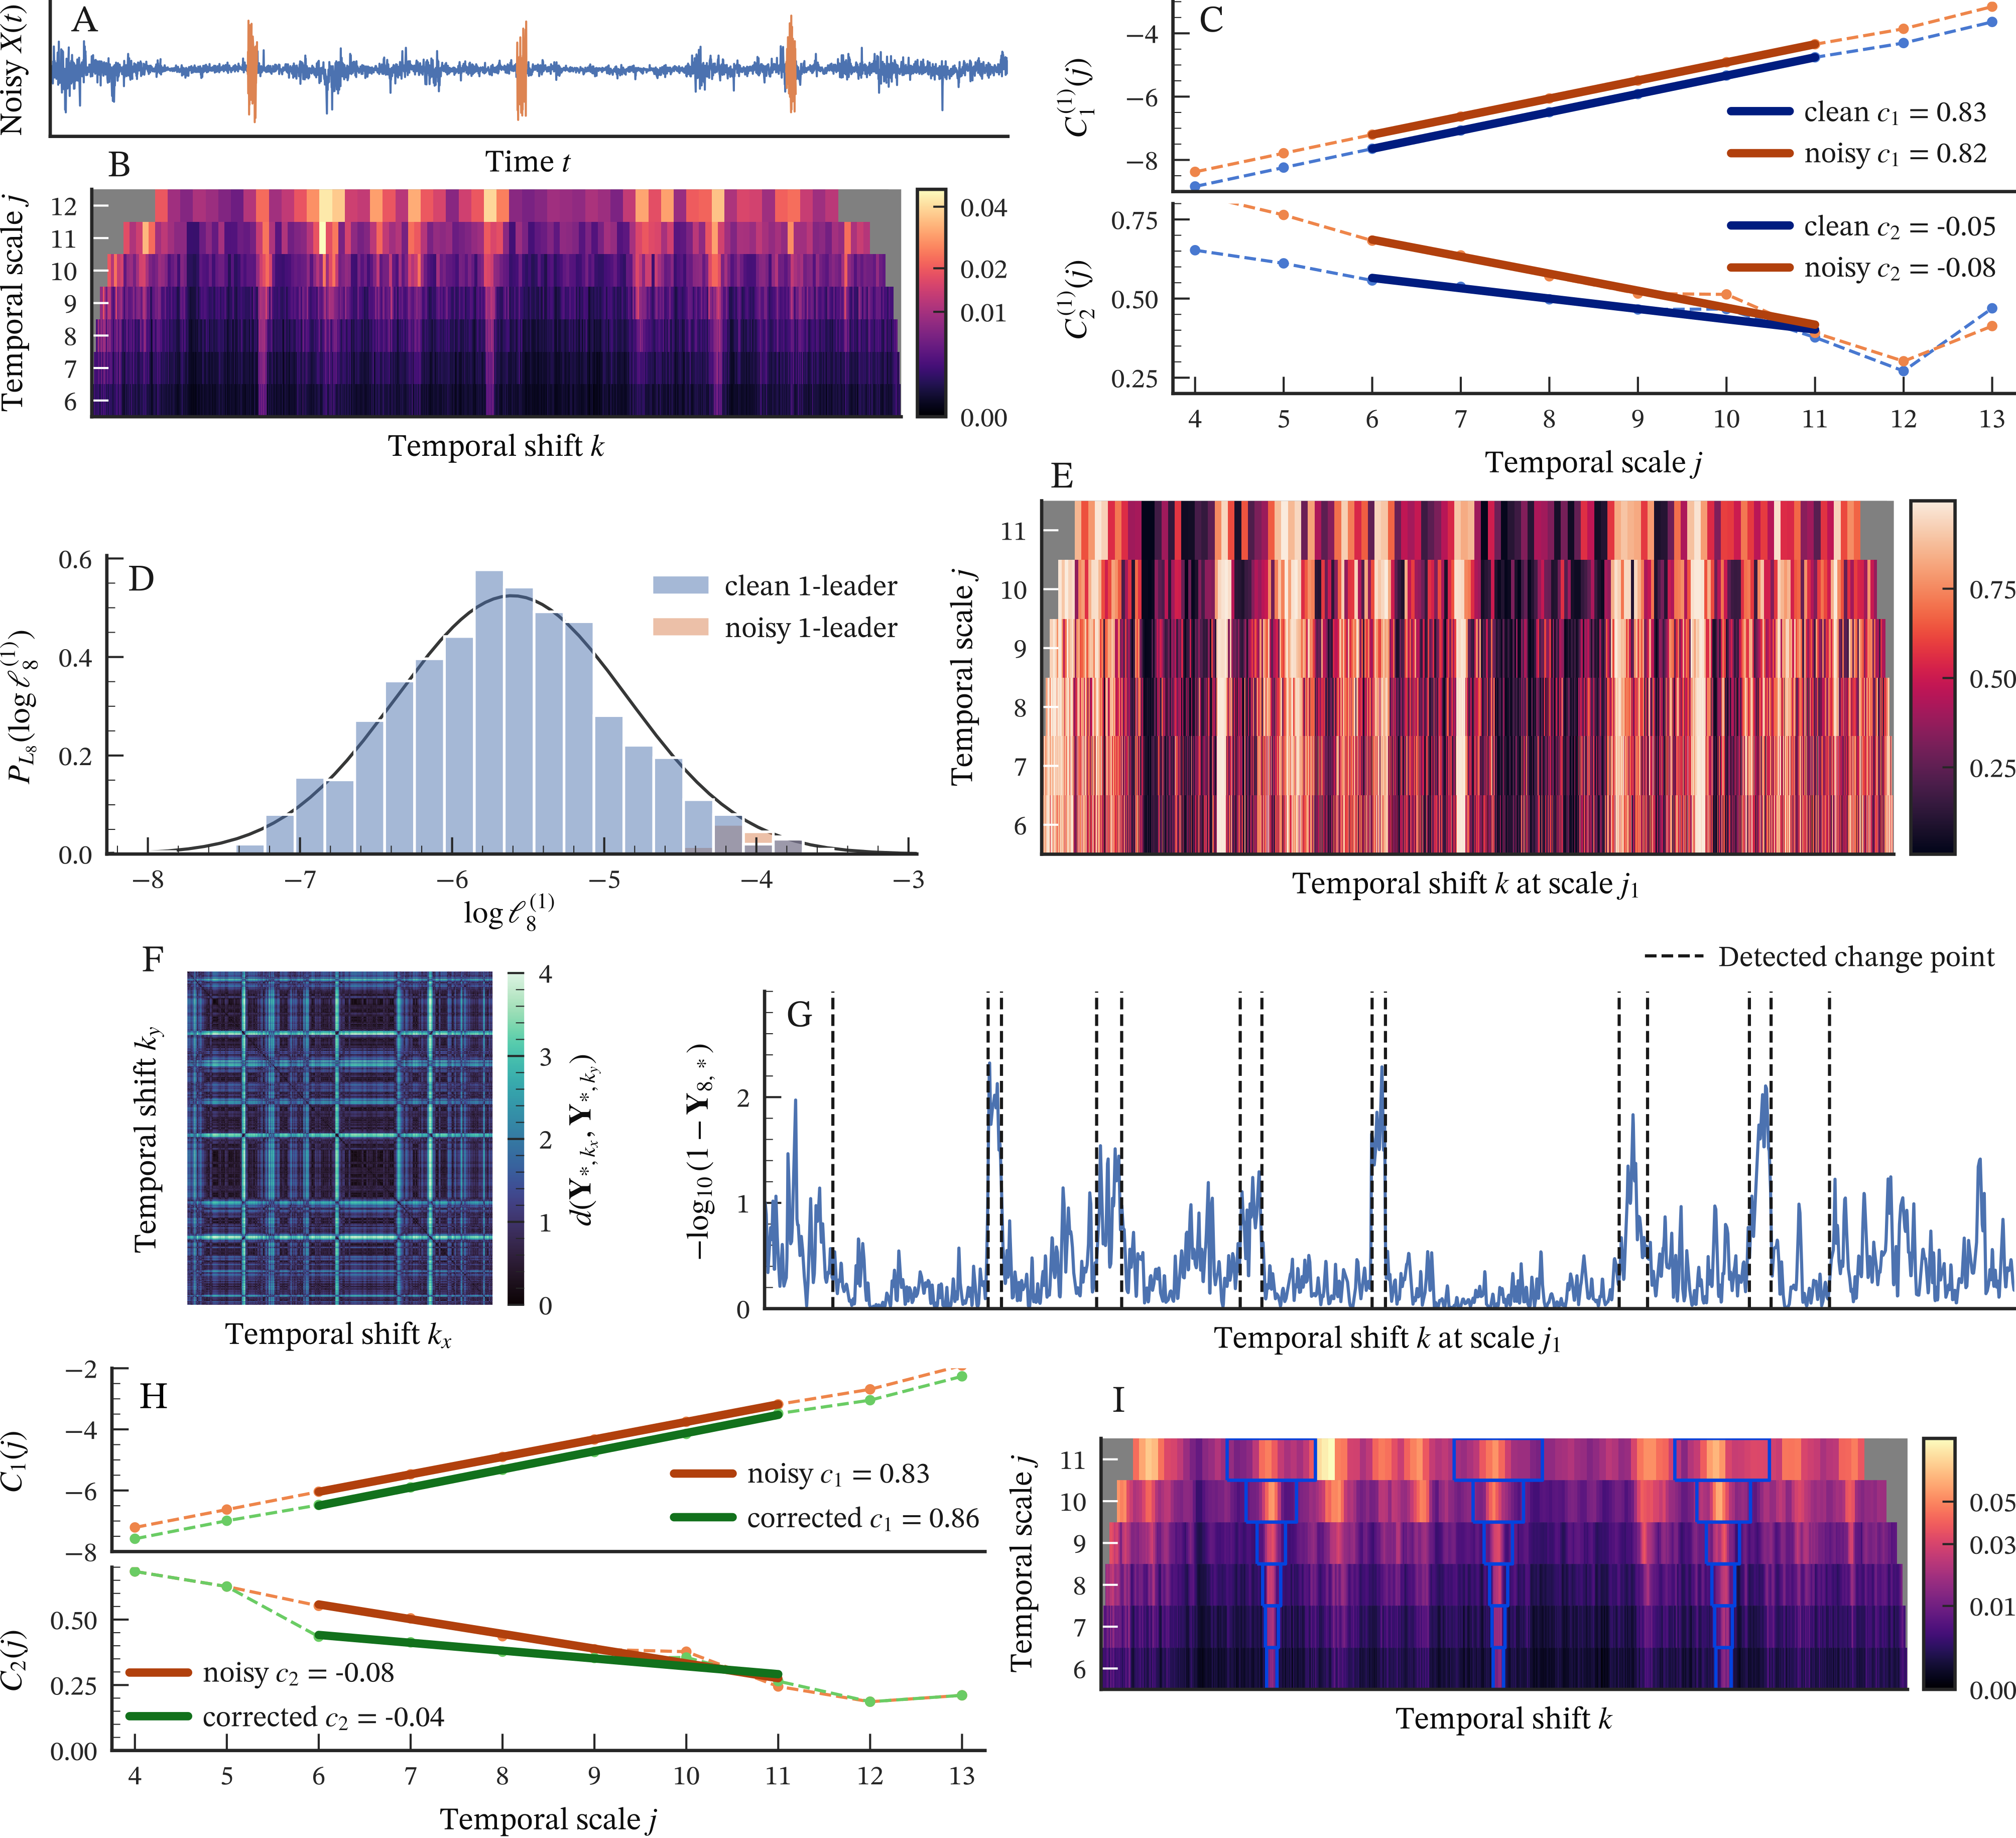 A
Noisy X(t)
Time t
B
Temporal scale j
12
11
10
9
8
7
6
0.04
0.02
0.01
0.00
Temporal shift k
C
C₁⁽¹⁾(j)
−4
−6
−8
clean c₁ = 0.83
noisy c₁ = 0.82
C₂⁽¹⁾(j)
0.75
0.50
0.25
clean c₂ = -0.05
noisy c₂ = -0.08
4 5 6 7 8 9 10 11 12 13
Temporal scale j
D
P_{L₈}(log ℓ₈⁽¹⁾)
0.6
0.4
0.2
0.0
clean 1-leader
noisy 1-leader
−8 −7 −6 −5 −4 −3
log ℓ₈⁽¹⁾
E
Temporal scale j
11
10
9
8
7
6
0.75
0.50
0.25
Temporal shift k at scale j₁
F
Temporal shift k_y
Temporal shift k_x
4
3
2
1
0
d(Y_{*,k_x}, Y_{*,k_y})
Detected change point
G
−log₁₀(1 − Y_{8,*})
2
1
0
Temporal shift k at scale j₁
H
C₁(j)
−2
−4
−6
−8
noisy c₁ = 0.83
corrected c₁ = 0.86
C₂(j)
0.50
0.25
0.00
noisy c₂ = -0.08
corrected c₂ = -0.04
4 5 6 7 8 9 10 11 12 13
Temporal scale j
I
Temporal scale j
11
10
9
8
7
6
0.05
0.03
0.01
0.00
Temporal shift k